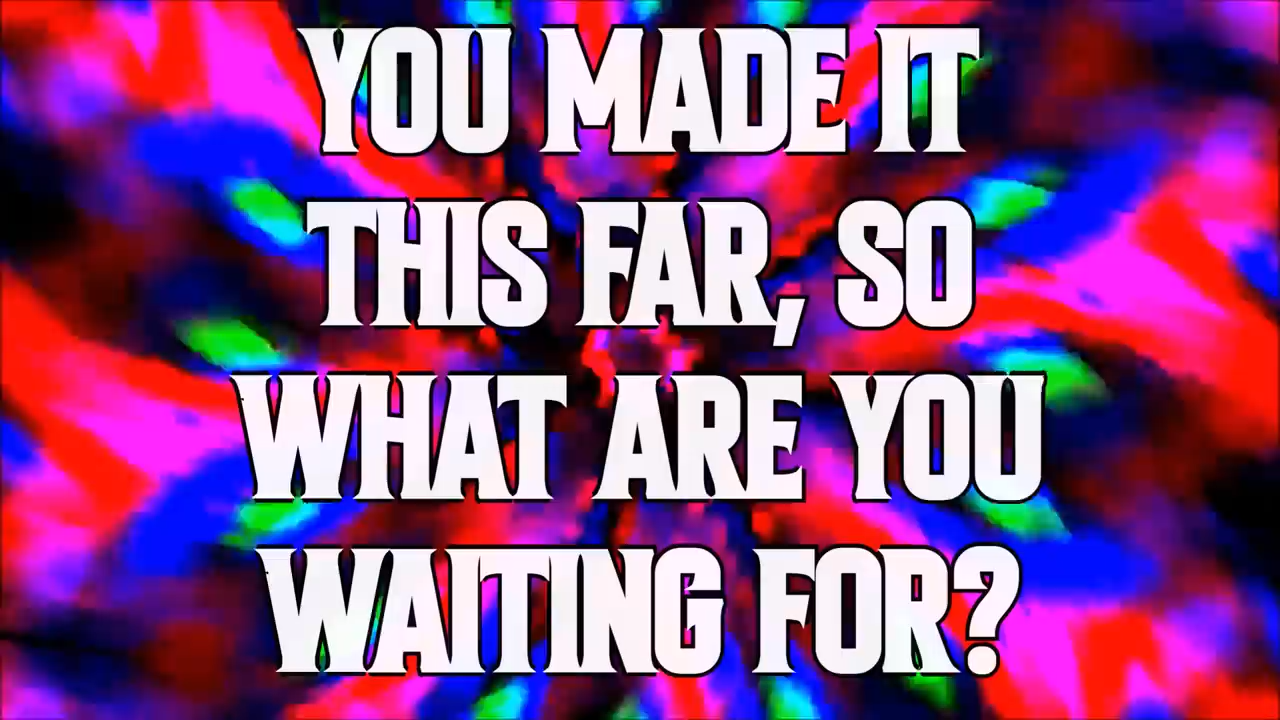 YOU MADE IT
THIS FAR, SO
WHAT ARE YOU
WAITING FOR?